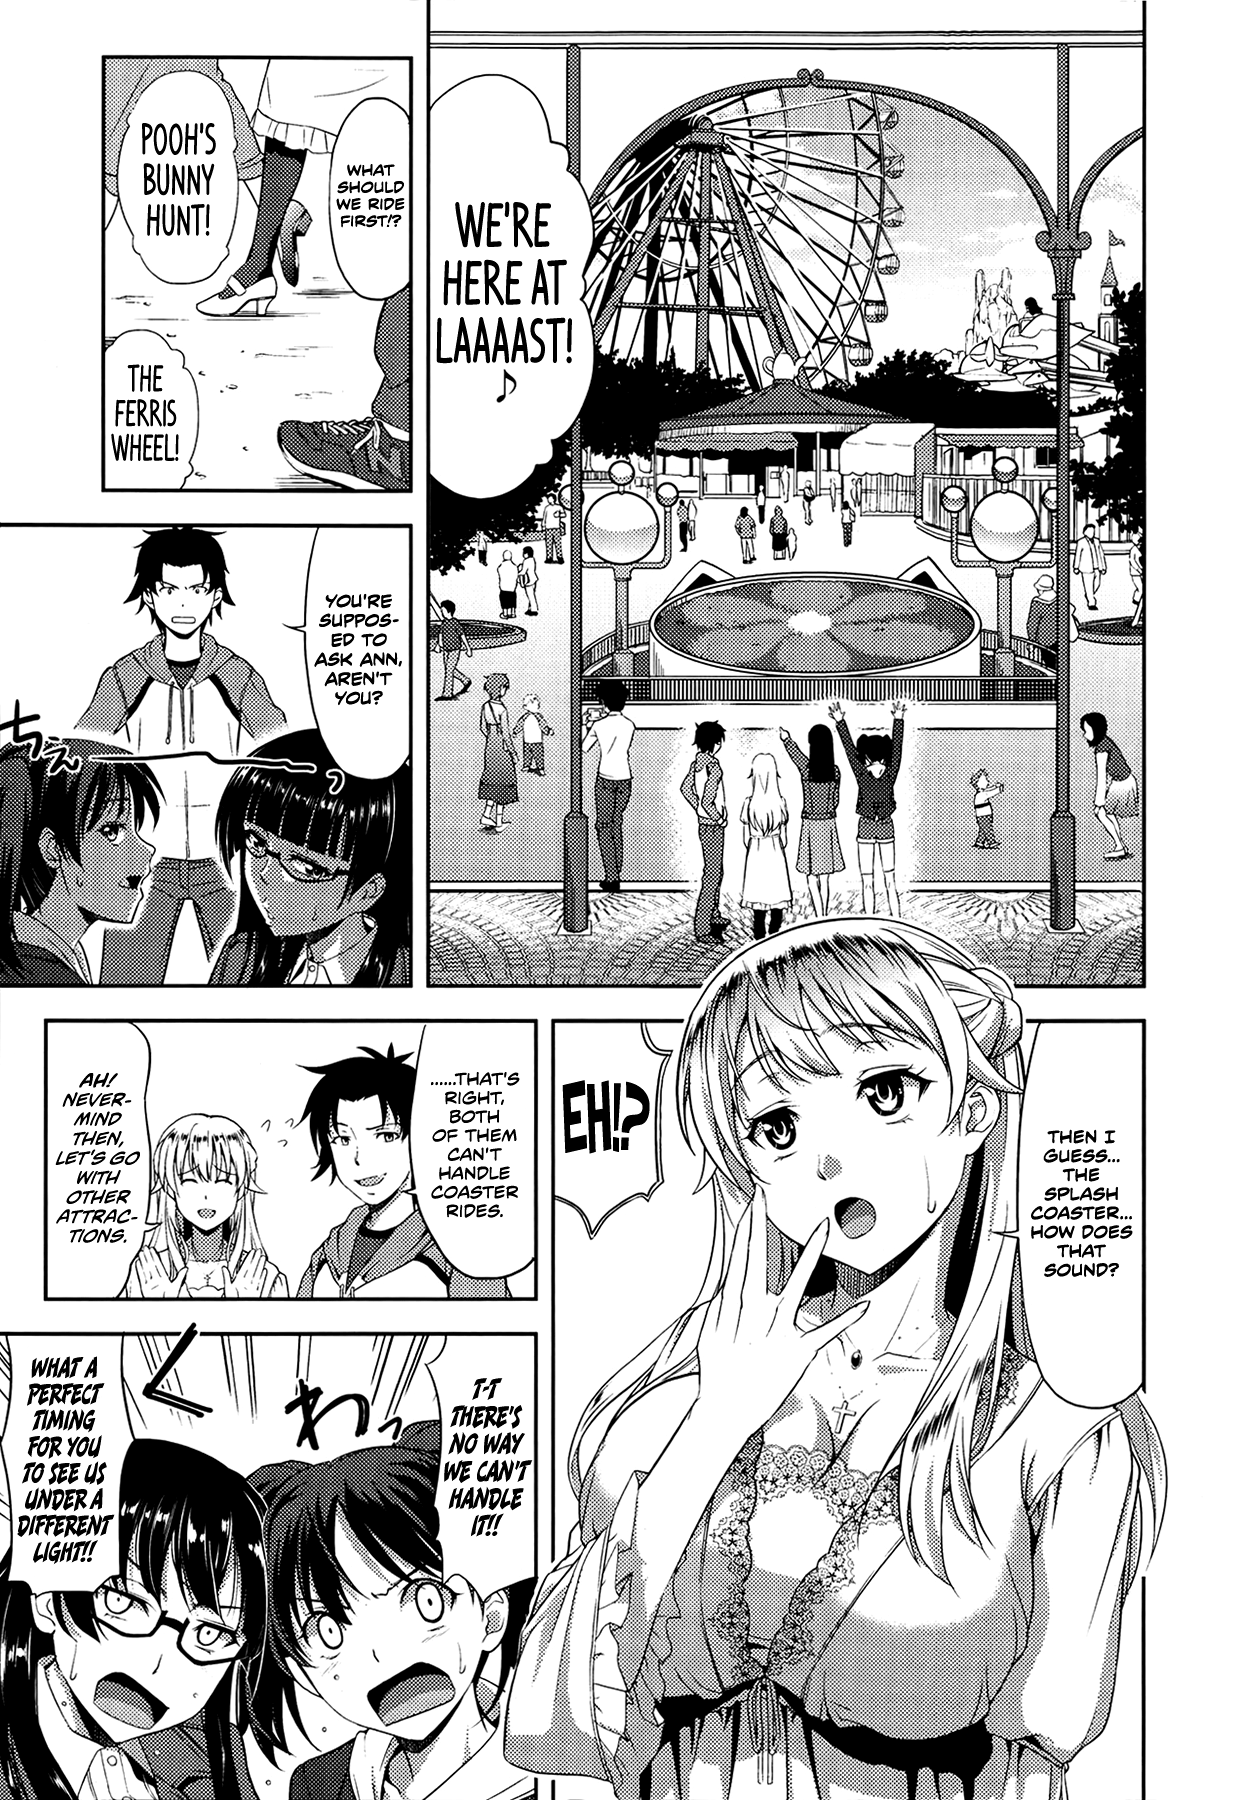 WE'RE
HERE AT
LAAAAST!
♪
WHAT
SHOULD
WE RIDE
FIRST!?
POOH'S
BUNNY
HUNT!
THE
FERRIS
WHEEL!
YOU'RE
SUPPOS-
ED TO
ASK ANN,
AREN'T
YOU?
ちぇーっ
THEN I
GUESS...
THE
SPLASH
COASTER...
HOW DOES
THAT
SOUND?
EH!?
......THAT'S
RIGHT,
BOTH
OF THEM
CAN'T
HANDLE
COASTER
RIDES.
AH!
NEVER-
MIND
THEN,
LET'S GO
WITH
OTHER
ATTRAC-
TIONS.
T-T
THERE'S
NO WAY
WE CAN'T
HANDLE
IT!!
わっ
く
WHAT A
PERFECT
TIMING
FOR YOU
TO SEE US
UNDER A
DIFFERENT
LIGHT!!